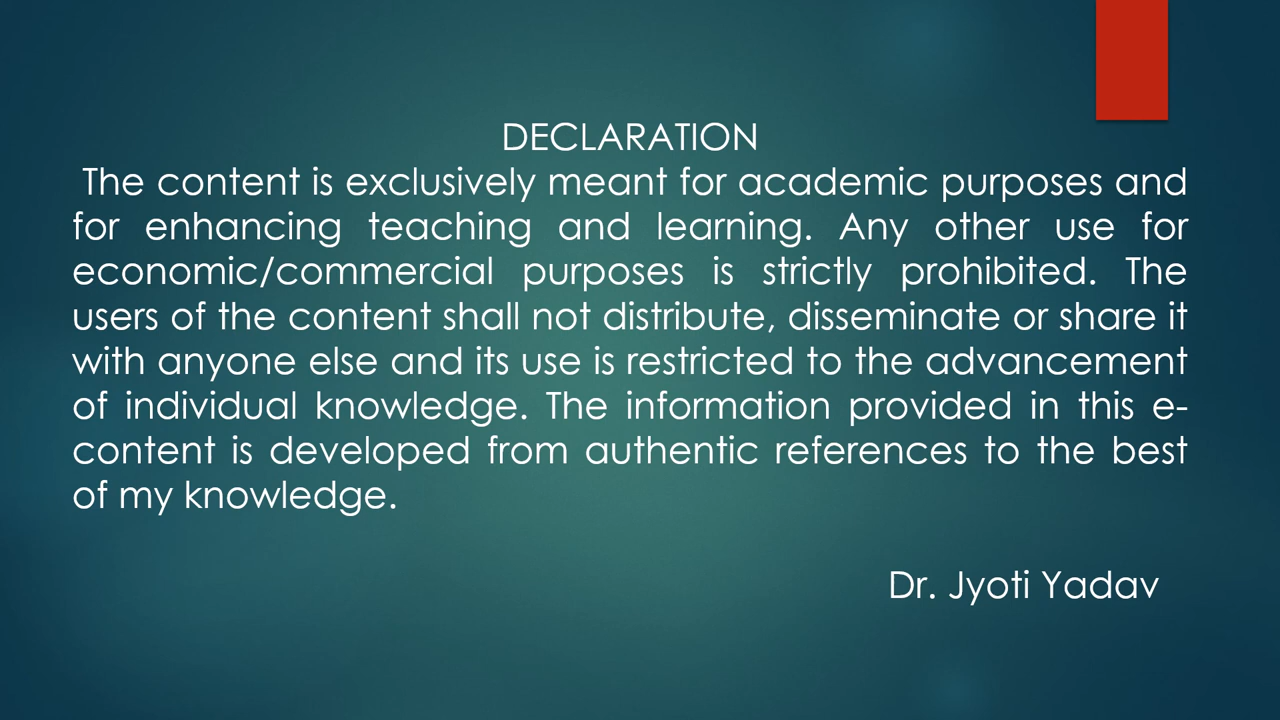 DECLARATION
The content is exclusively meant for academic purposes and
for enhancing teaching and learning. Any other use for
economic/commercial purposes is strictly prohibited. The
users of the content shall not distribute, disseminate or share it
with anyone else and its use is restricted to the advancement
of individual knowledge. The information provided in this e-
content is developed from authentic references to the best
of my knowledge.
Dr. Jyoti Yadav